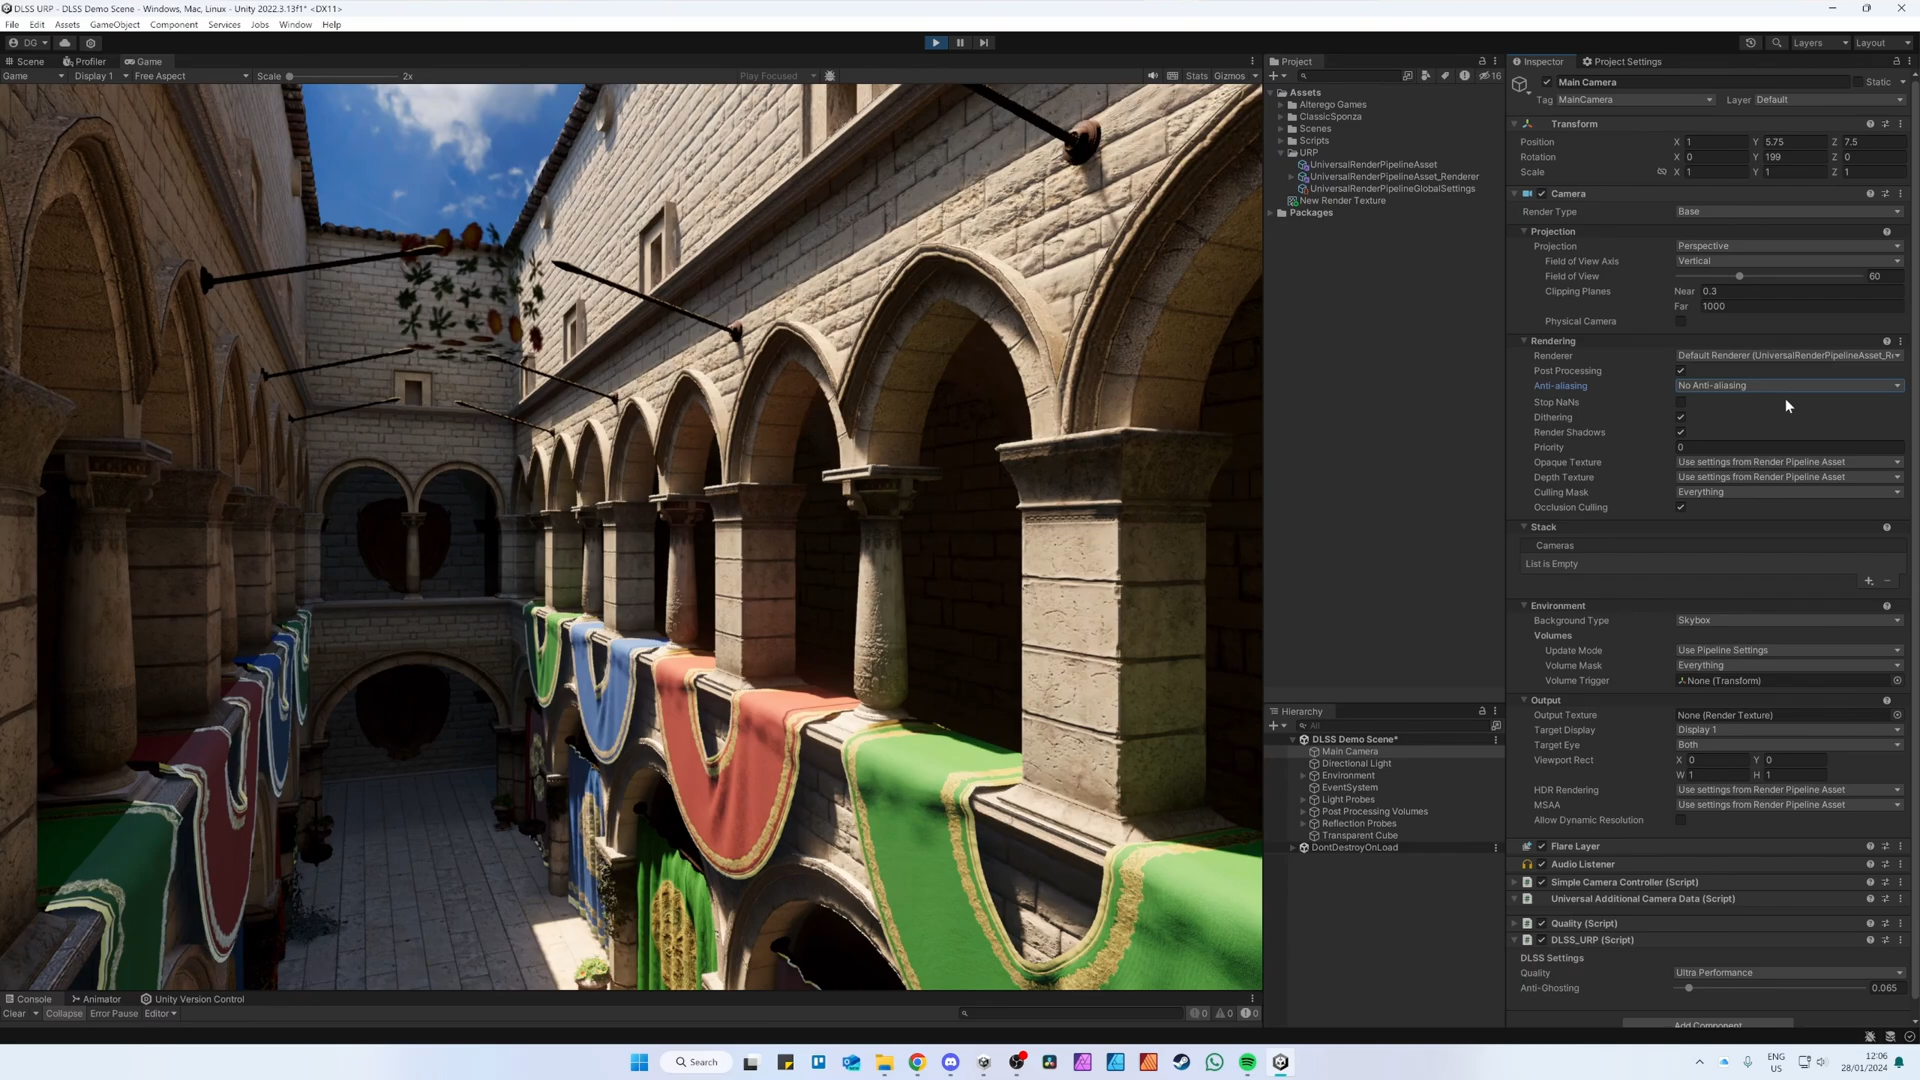 DLSS URP - DLSS Demo Scene - Windows, Mac, Linux - Unity 2022.3.13f1* <DX11>
File Edit Assets GameObject Component Services Jobs Window Help
DG Layers Layout
Scene Profiler Game
Game Display 1 Free Aspect Scale 2x Play Focused Stats Gizmos
Project
16
Assets
Alterego Games
ClassicSponza
Scenes
Scripts
URP
UniversalRenderPipelineAsset
UniversalRenderPipelineAsset_Renderer
UniversalRenderPipelineGlobalSettings
New Render Texture
Packages
Hierarchy
All
DLSS Demo Scene*
Main Camera
Directional Light
Environment
EventSystem
Light Probes
Post Processing Volumes
Reflection Probes
Transparent Cube
DontDestroyOnLoad
Inspector Project Settings
Main Camera Static
Tag MainCamera Layer Default
Transform
Position X 1 Y 5.75 Z 7.5
Rotation X 0 Y 199 Z 0
Scale X 1 Y 1 Z 1
Camera
Render Type Base
Projection
Projection Perspective
Field of View Axis Vertical
Field of View 60
Clipping Planes Near 0.3
Far 1000
Physical Camera
Rendering
Renderer Default Renderer (UniversalRenderPipelineAsset_Re
Post Processing
Anti-aliasing No Anti-aliasing
Stop NaNs
Dithering
Render Shadows
Priority 0
Opaque Texture Use settings from Render Pipeline Asset
Depth Texture Use settings from Render Pipeline Asset
Culling Mask Everything
Occlusion Culling
Stack
Cameras
List is Empty
Environment
Background Type Skybox
Volumes
Update Mode Use Pipeline Settings
Volume Mask Everything
Volume Trigger None (Transform)
Output
Output Texture None (Render Texture)
Target Display Display 1
Target Eye Both
Viewport Rect X 0 Y 0
W 1 H 1
HDR Rendering Use settings from Render Pipeline Asset
MSAA Use settings from Render Pipeline Asset
Allow Dynamic Resolution
Flare Layer
Audio Listener
Simple Camera Controller (Script)
Universal Additional Camera Data (Script)
Quality (Script)
DLSS_URP (Script)
DLSS Settings
Quality Ultra Performance
Anti-Ghosting 0.065
Add Component
Console Animator Unity Version Control
Clear Collapse Error Pause Editor 0 0 0
Search
ENG
US
12:06
28/01/2024